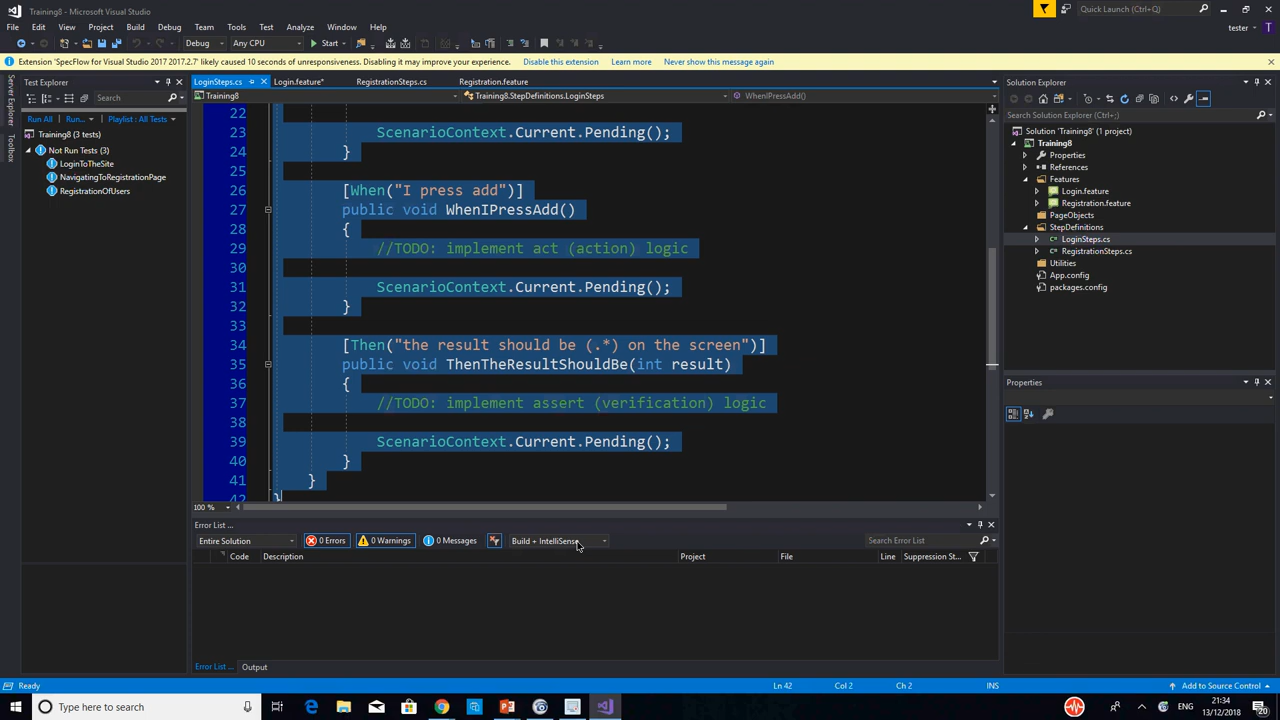 Training8 - Microsoft Visual Studio
Quick Launch (Ctrl+Q)
File Edit View Project Build Debug Team Tools Test Analyze Window Help
tester T
Debug Any CPU Start
Extension 'SpecFlow for Visual Studio 2017 2017.2.7' likely caused 10 seconds of unresponsiveness. Disabling it may improve your experience. Disable this extension Learn more Never show this message again
Server Explorer
Toolbox
Test Explorer
Search
Run All Run... Playlist : All Tests
Training8 (3 tests)
Not Run Tests (3)
LoginToTheSite
NavigatingToRegistrationPage
RegistrationOfUsers
LoginSteps.cs Login.feature* RegistrationSteps.cs Registration.feature
Training8 Training8.StepDefinitions.LoginSteps WhenIPressAdd()
22
23 ScenarioContext.Current.Pending();
24 }
25
26 [When("I press add")]
27 public void WhenIPressAdd()
28 {
29 //TODO: implement act (action) logic
30
31 ScenarioContext.Current.Pending();
32 }
33
34 [Then("the result should be (.*) on the screen")]
35 public void ThenTheResultShouldBe(int result)
36 {
37 //TODO: implement assert (verification) logic
38
39 ScenarioContext.Current.Pending();
40 }
41 }
42 }
100 %
Error List ...
Entire Solution 0 Errors 0 Warnings 0 Messages Build + IntelliSense Search Error List
Code Description Project File Line Suppression St...
Error List ... Output
Solution Explorer
Search Solution Explorer (Ctrl+;)
Solution 'Training8' (1 project)
Training8
Properties
References
Features
Login.feature
Registration.feature
PageObjects
StepDefinitions
LoginSteps.cs
RegistrationSteps.cs
Utilities
App.config
packages.config
Properties
Ready Ln 42 Col 2 Ch 2 INS Add to Source Control
Type here to search
ENG
21:34
13/12/2018
20